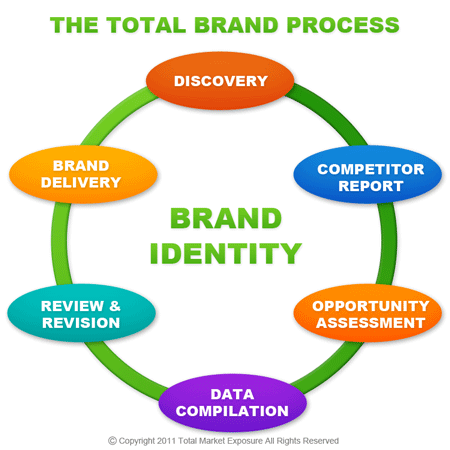 THE TOTAL BRAND PROCESS
DISCOVERY
COMPETITOR
REPORT
OPPORTUNITY
ASSESSMENT
DATA
COMPILATION
REVIEW &
REVISION
BRAND
DELIVERY
BRAND
IDENTITY
© Copyright 2011 Total Market Exposure All Rights Reserved